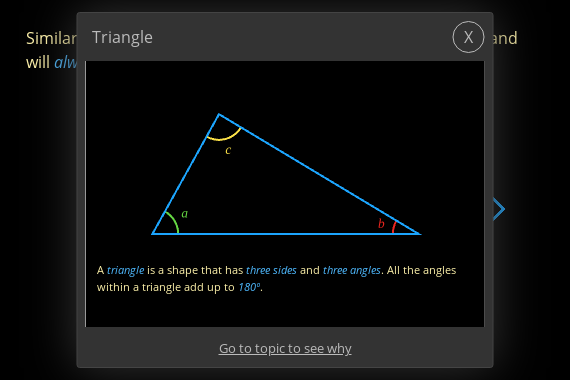 Similar
and
will alw
Triangle
X
c
a
b
A triangle is a shape that has three sides and three angles. All the angles
within a triangle add up to 180º.
Go to topic to see why